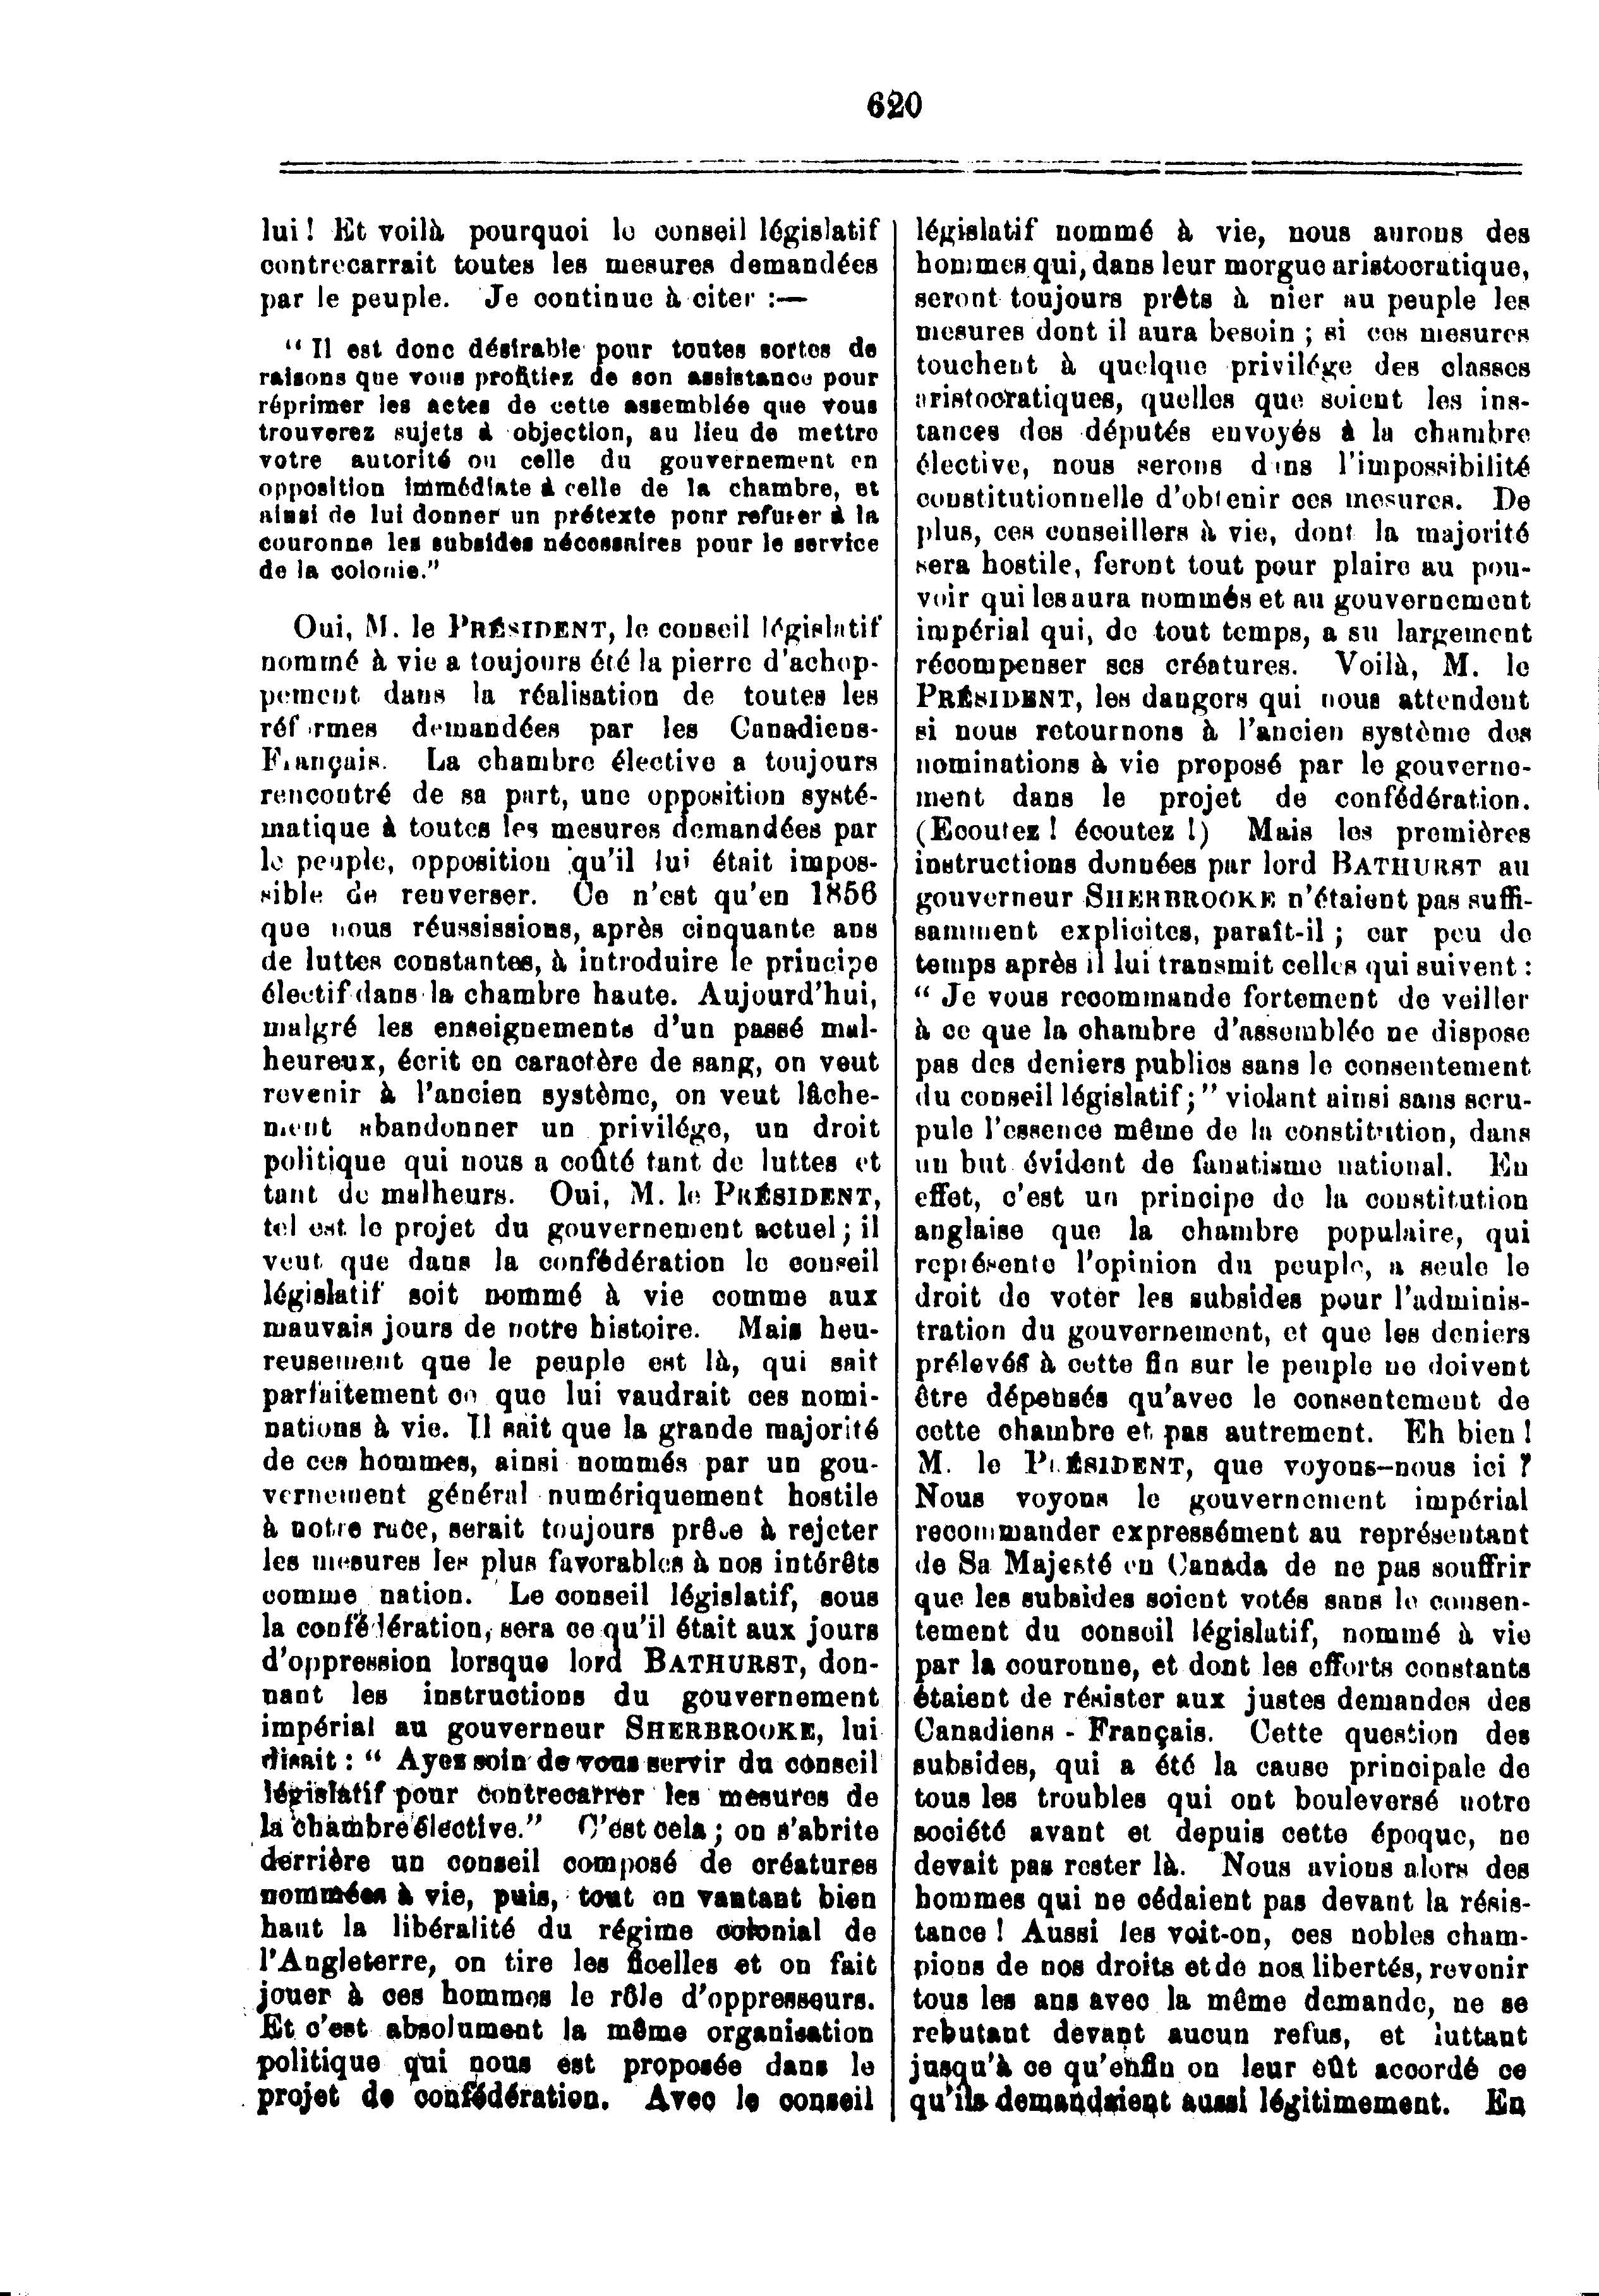 620
lui! Et voilà pourquoi le conseil législatif
contrecarrait toutes les mesures demandées
par le peuple. Je continue à citer :—
“ Il est donc désirable pour toutes sortes de
raisons que vous profitiez de son assistance pour
réprimer les actes de cette assemblée que vous
trouverez sujets à objection, au lieu de mettre
votre autorité ou celle du gouvernement en
opposition immédiate à celle de la chambre, et
ainsi de lui donner un prétexte pour refuser à la
couronne les subsides nécessaires pour le service
de la colonie.”
Oui, M. le PRÉSIDENT, le conseil législatif
nommé à vie a toujours été la pierre d'achop-
pement dans la réalisation de toutes les
réformes demandées par les Canadiens-
Français. La chambre élective a toujours
rencontré de sa part, une opposition systé-
matique à toutes les mesures demandées par
le peuple, opposition qu'il lui était impos-
sible de renverser. Ce n'est qu'en 1856
que nous réussissions, après cinquante ans
de luttes constantes, à introduire le principe
électif dans la chambre haute. Aujourd'hui,
malgré les enseignements d'un passé mal-
heureux, écrit en caractère de sang, on veut
revenir à l'ancien système, on veut lâche-
ment abandonner un privilége, un droit
politique qui nous a coûté tant de luttes et
tant de malheurs. Oui, M. le PRÉSIDENT,
tel est le projet du gouvernement actuel ; il
veut que dans la confédération le conseil
législatif soit nommé à vie comme aux
mauvais jours de notre histoire. Mais heu-
reusement que le peuple est là, qui sait
parfaitement ce que lui vaudrait ces nomi-
nations à vie. Il sait que la grande majorité
de ces hommes, ainsi nommés par un gou-
vernement général numériquement hostile
à notre race, serait toujours prête à rejeter
les mesures les plus favorables à nos intérêts
comme nation. Le conseil législatif, sous
la confédération, sera ce qu'il était aux jours
d'oppression lorsque lord BATHURST, don-
nant les instructions du gouvernement
impérial au gouverneur SHERBROOKE, lui
disait : “ Ayez soin de vous servir du conseil
législatif pour contrecarrer les mesures de
la chambre élective.” C'est cela ; on s'abrite
derrière un conseil composé de créatures
nommées à vie, puis, tout en vantant bien
haut la libéralité du régime colonial de
l'Angleterre, on tire les ficelles et on fait
jouer à ces hommes le rôle d'oppresseurs.
Et c'est absolument la même organisation
politique qui nous est proposée dans le
projet de confédération. Avec le conseil
législatif nommé à vie, nous aurons des
hommes qui, dans leur morgue aristocratique,
seront toujours prêts à nier au peuple les
mesures dont il aura besoin ; si ces mesures
touchent à quelque privilége des classes
aristocratiques, quelles que soient les ins-
tances des députés envoyés à la chambre
élective, nous serons dans l'impossibilité
constitutionnelle d'obtenir ces mesures. De
plus, ces conseillers à vie, dont la majorité
sera hostile, feront tout pour plaire au pou-
voir qui les aura nommés et au gouvernement
impérial qui, de tout temps, a su largement
récompenser ses créatures. Voilà, M. le
PRÉSIDENT, les dangers qui nous attendent
si nous retournons à l'ancien système des
nominations à vie proposé par le gouverne-
ment dans le projet de confédération.
(Ecoutez ! écoutez !) Mais les premières
instructions données par lord BATHURST au
gouverneur SHERBROOKE n'étaient pas suffi-
samment explicites, paraît-il ; car peu de
temps après il lui transmit celles qui suivent :
“ Je vous recommande fortement de veiller
à ce que la chambre d'assemblée ne dispose
pas des deniers publics sans le consentement
du conseil législatif ; ” violant ainsi sans scru-
pule l'essence même de la constitution, dans
un but évident de fanatisme national. En
effet, c'est un principe de la constitution
anglaise que la chambre populaire, qui
représente l'opinion du peuple, a seule le
droit de voter les subsides pour l'adminis-
tration du gouvernement, et que les deniers
prélevés à cette fin sur le peuple ne doivent
être dépensés qu'avec le consentement de
cette chambre et pas autrement. Eh bien !
M. le PRÉSIDENT, que voyons-nous ici ?
Nous voyons le gouvernement impérial
recommander expressément au représentant
de Sa Majesté en Canada de ne pas souffrir
que les subsides soient votés sans le consen-
tement du conseil législatif, nommé à vie
par la couronne, et dont les efforts constants
étaient de résister aux justes demandes des
Canadiens - Français. Cette question des
subsides, qui a été la cause principale de
tous les troubles qui ont bouleversé notre
société avant et depuis cette époque, ne
devait pas rester là. Nous avions alors des
hommes qui ne cédaient pas devant la résis-
tance ! Aussi les voit-on, ces nobles cham-
pions de nos droits et de nos libertés, revenir
tous les ans avec la même demande, ne se
rebutant devant aucun refus, et luttant
jusqu'à ce qu'enfin on leur eût accordé ce
qu'ils demandaient aussi légitimement. En